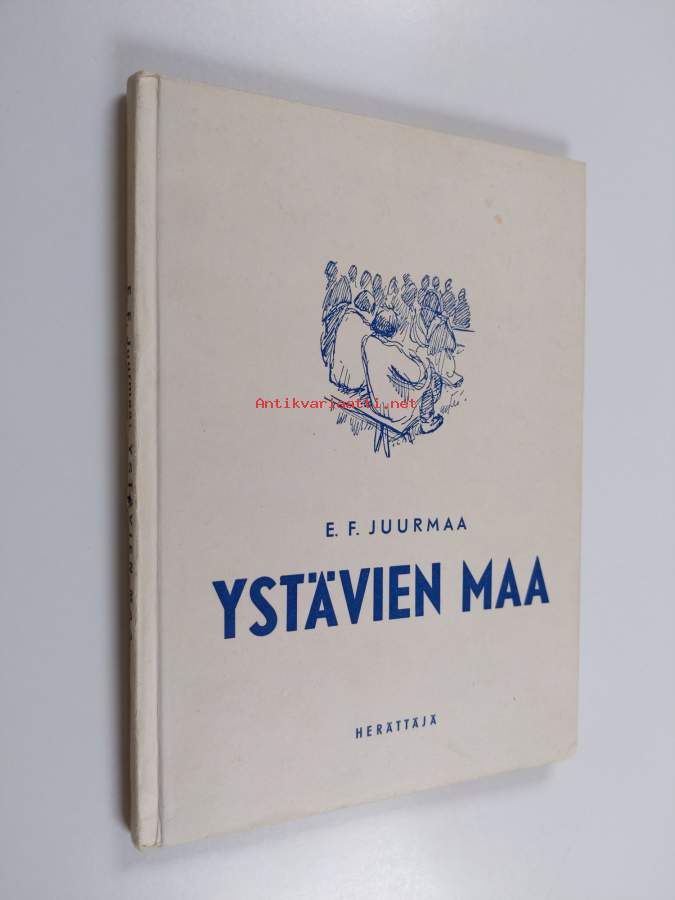 E. F. Juurmaa: YSTÄVIEN MAA
Antikvariaatti.net
E. F. JUURMAA
YSTÄVIEN MAA
HERÄTTÄJÄ